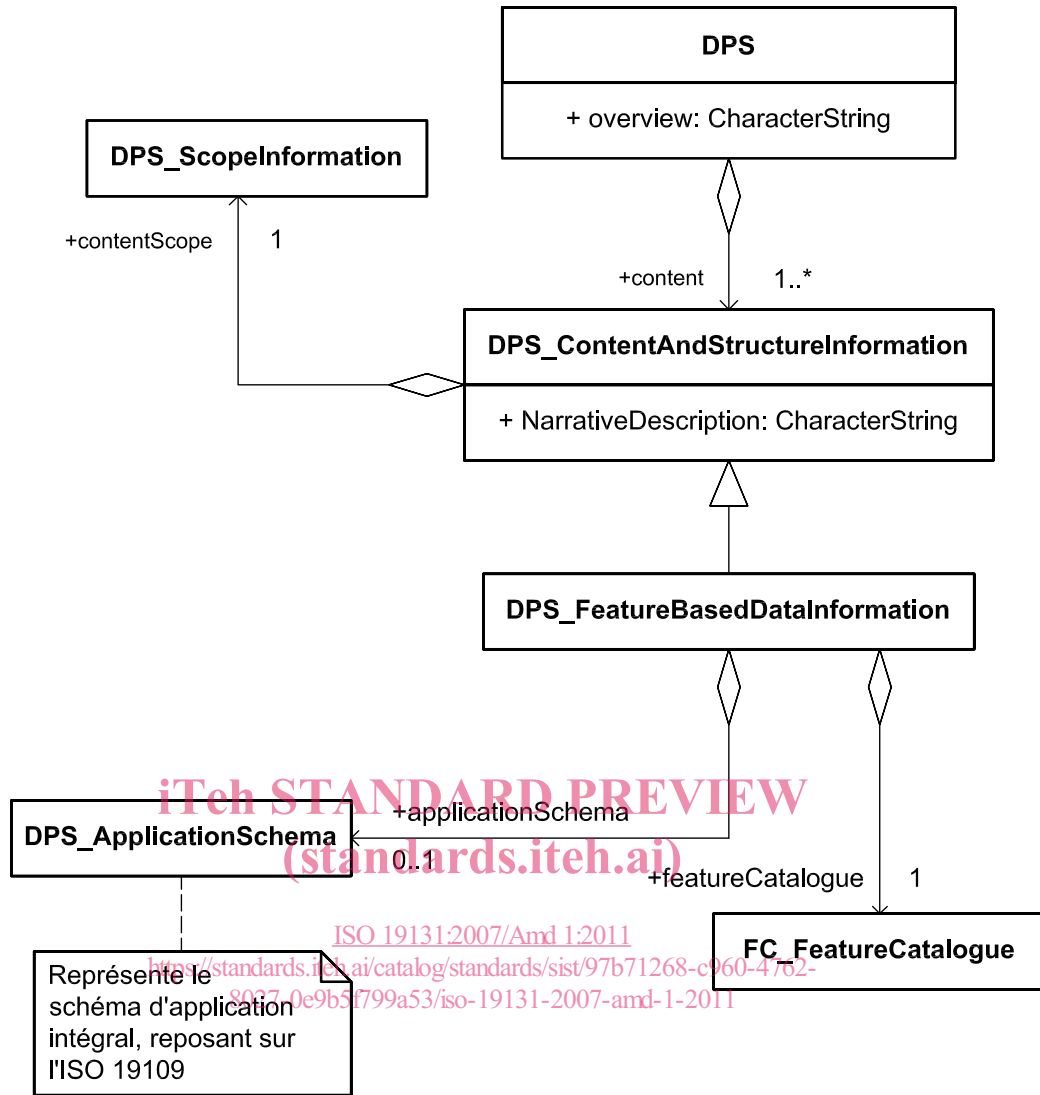 DPS
+ overview: CharacterString
DPS_ScopeInformation
+contentScope 1
+content 1..*
DPS_ContentAndStructureInformation
+ NarrativeDescription: CharacterString
DPS_FeatureBasedDataInformation
iTeh STANDARD PREVIEW
+applicationSchema
DPS_ApplicationSchema
0..1
(standards.iteh.ai)
+featureCatalogue 1
ISO 19131:2007/Amd 1:2011
FC_FeatureCatalogue
https://standards.iteh.ai/catalog/standards/sist/97b71268-c960-4762-
8027-0e9b5f799a53/iso-19131-2007-amd-1-2011
Représente le
schéma d'application
intégral, reposant sur
l'ISO 19109